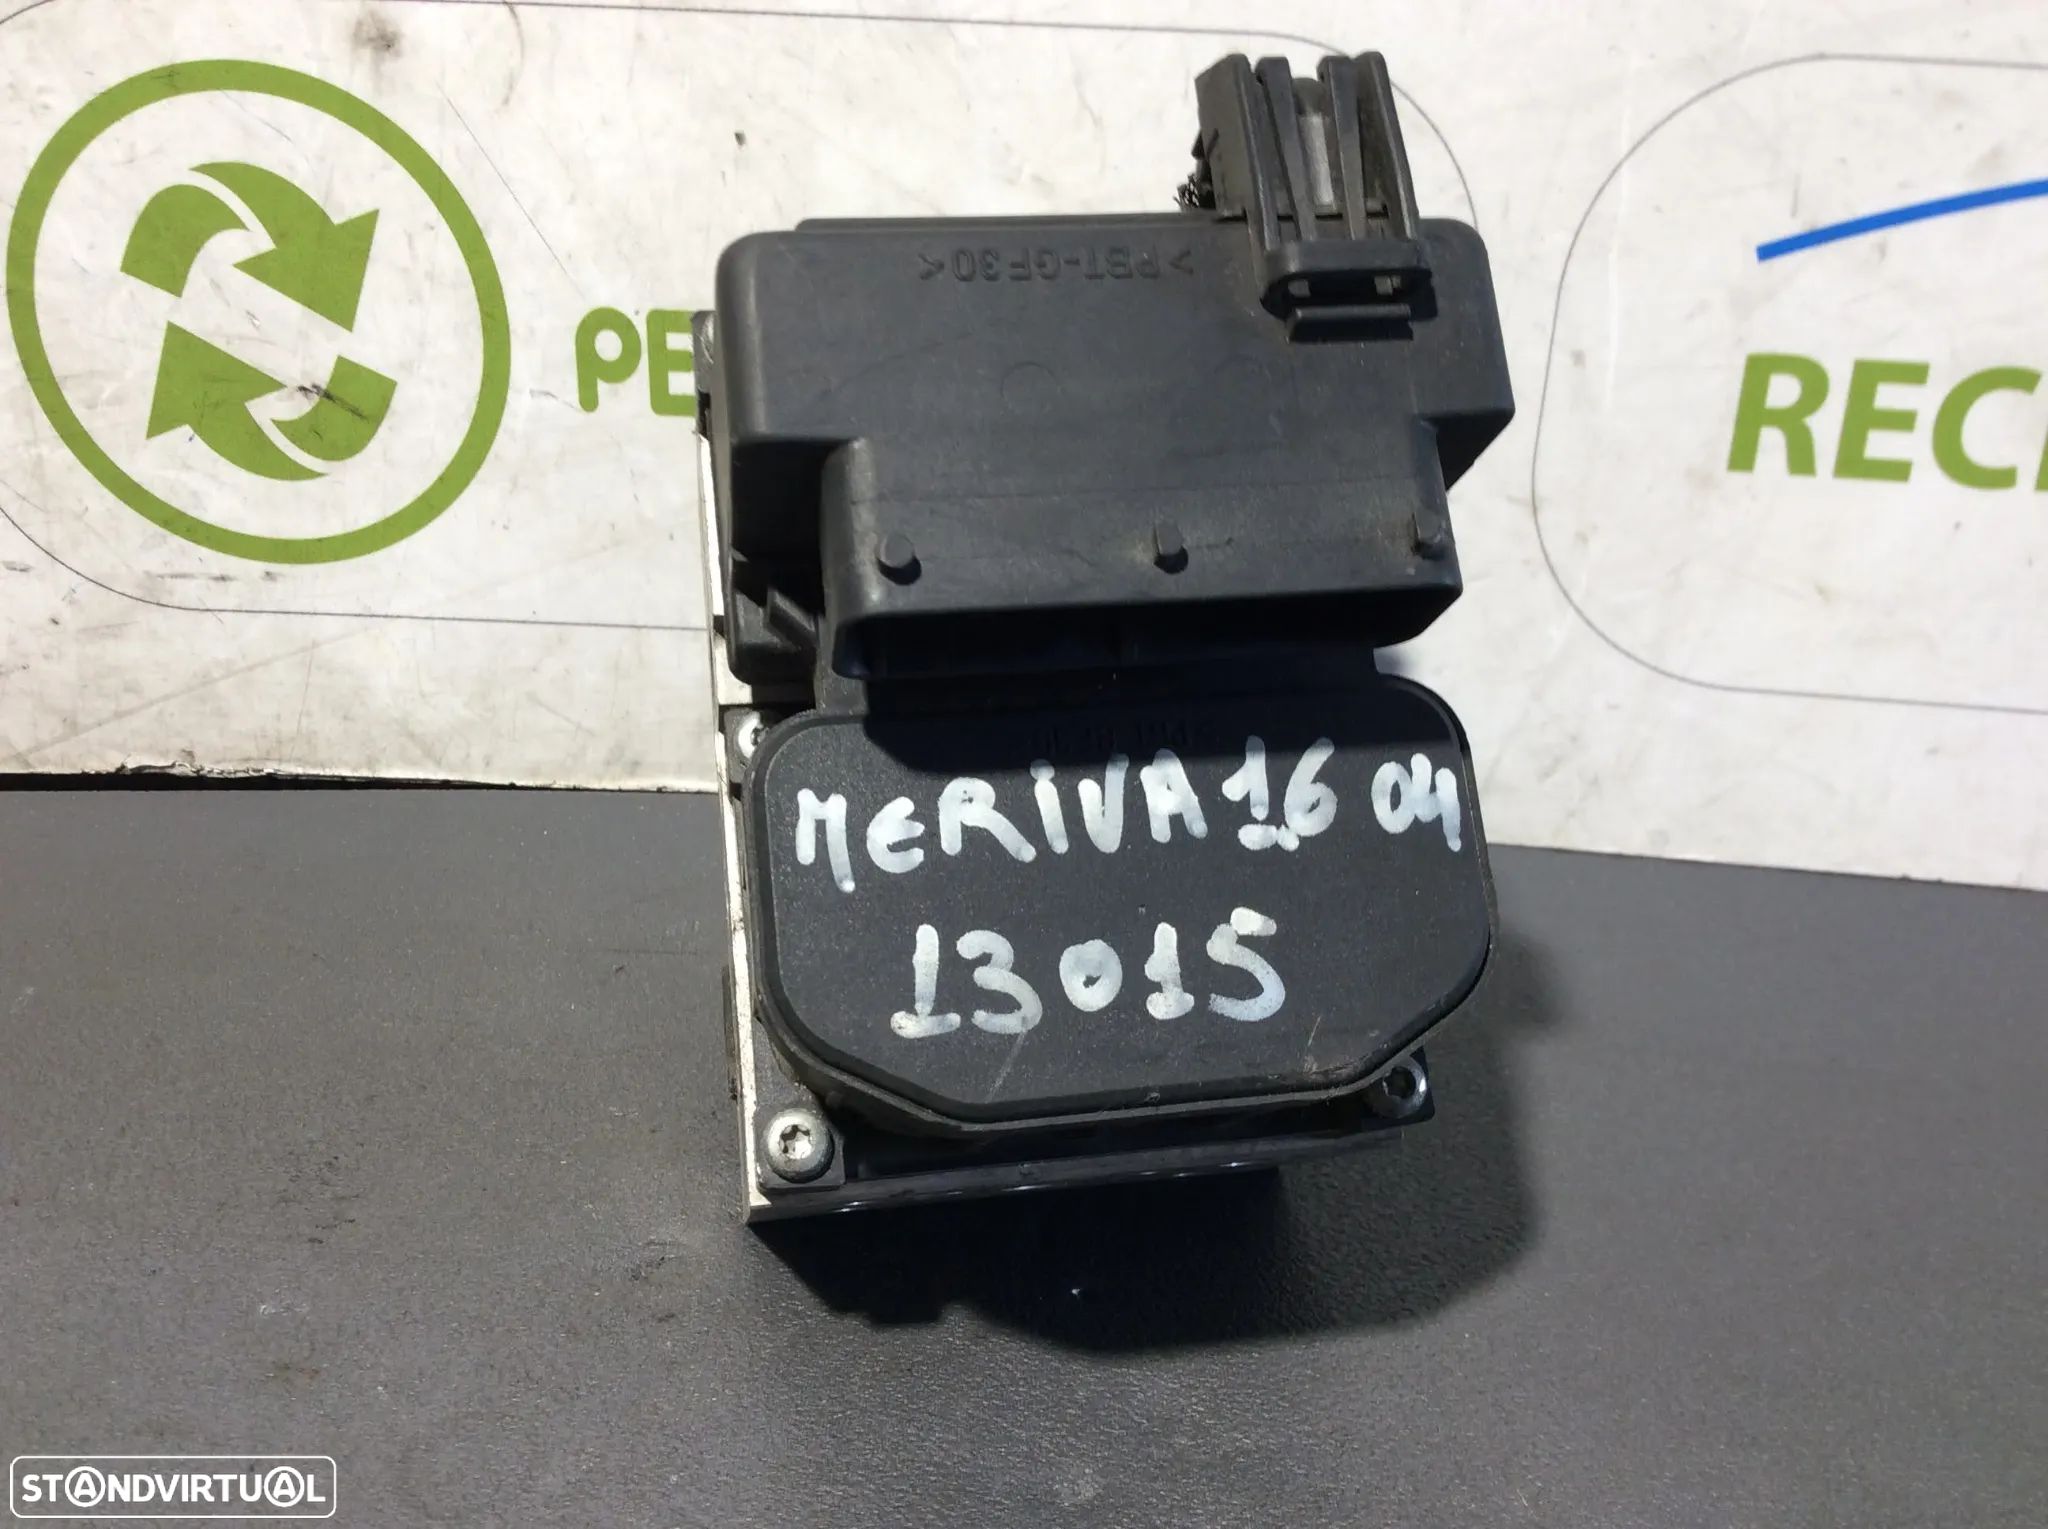 PE
REC
>PBT-GF30<
MERIVA 1.6 04
13015
STANDVIRTUAL